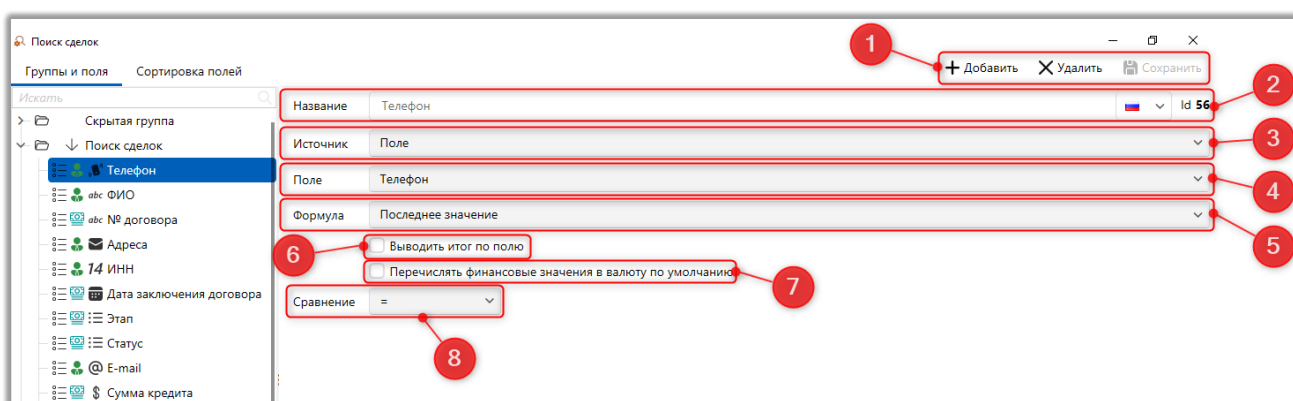 Поиск сделок
1
Группы и поля Сортировка полей
Добавить Удалить Сохранить
Искать
2
Название Телефон Id 56
Скрытая группа
Источник Поле
3
Поиск сделок
Телефон
Поле Телефон
4
abc ФИО
Формула Последнее значение
abc № договора
5
6
Выводить итог по полю
Адреса
Перечислять финансовые значения в валюту по умолчанию
7
14 ИНН
Сравнение =
Дата заключения договора
Этап
8
Статус
@ E-mail
$ Сумма кредита